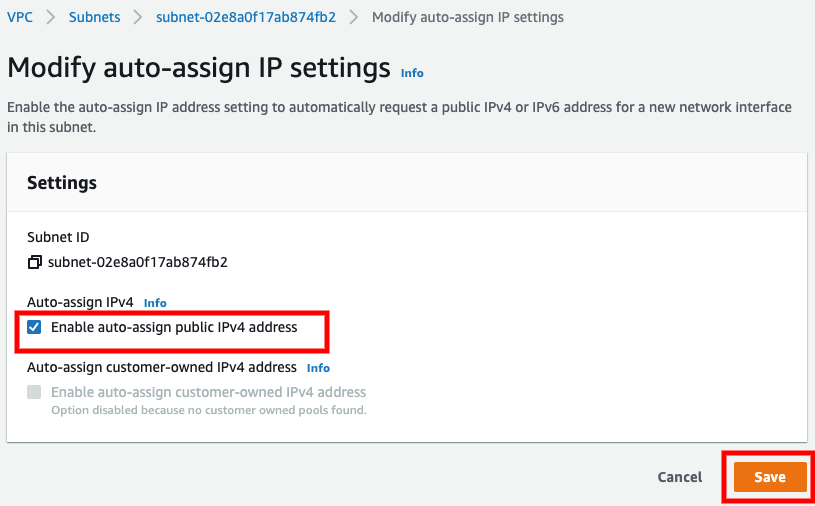 VPC > Subnets > subnet-02e8a0f17ab874fb2 > Modify auto-assign IP settings
Modify auto-assign IP settings Info
Enable the auto-assign IP address setting to automatically request a public IPv4 or IPv6 address for a new network interface
in this subnet.
Settings
Subnet ID
subnet-02e8a0f17ab874fb2
Auto-assign IPv4 Info
Enable auto-assign public IPv4 address
Auto-assign customer-owned IPv4 address Info
Enable auto-assign customer-owned IPv4 address
Option disabled because no customer owned pools found.
Cancel Save